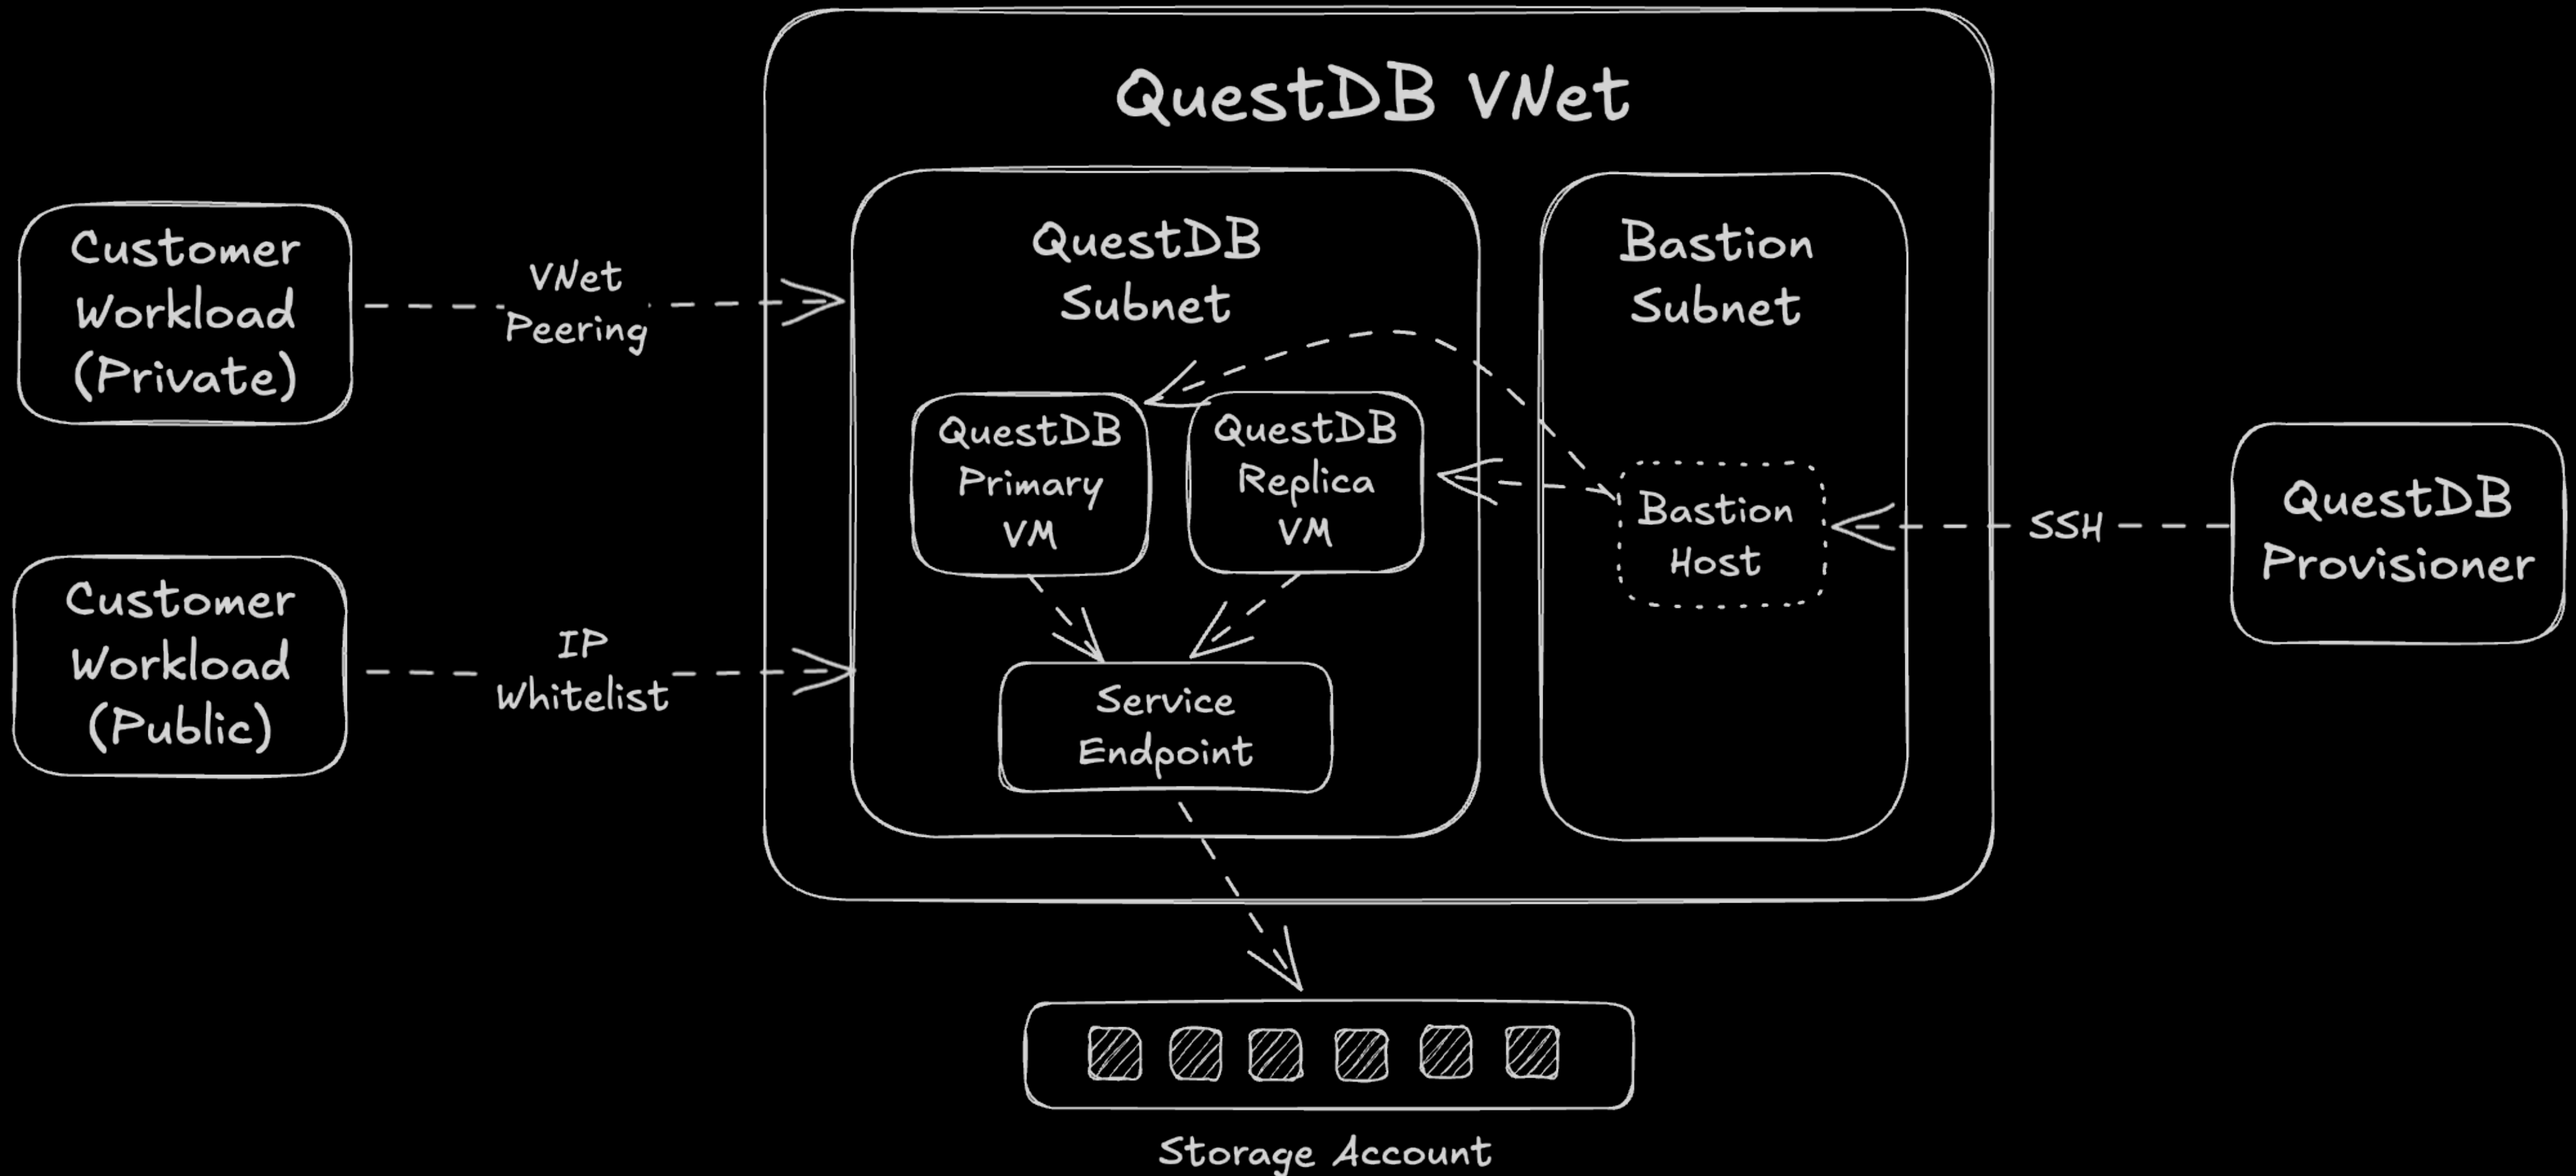 QuestDB VNet
Customer
Workload
(Private)
VNet
Peering
Customer
Workload
(Public)
IP
Whitelist
QuestDB
Subnet
QuestDB
Primary
VM
QuestDB
Replica
VM
Service
Endpoint
Bastion
Subnet
Bastion
Host
SSH
QuestDB
Provisioner
Storage Account